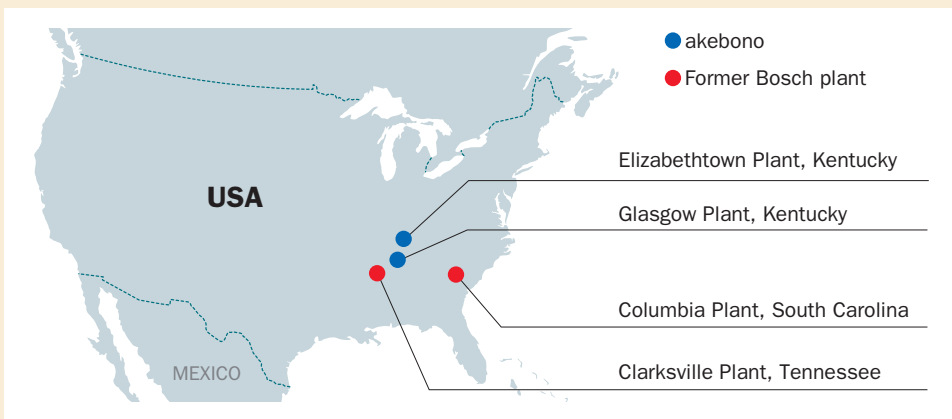 akebono
Former Bosch plant
Elizabethtown Plant, Kentucky
USA
Glasgow Plant, Kentucky
Columbia Plant, South Carolina
MEXICO
Clarksville Plant, Tennessee